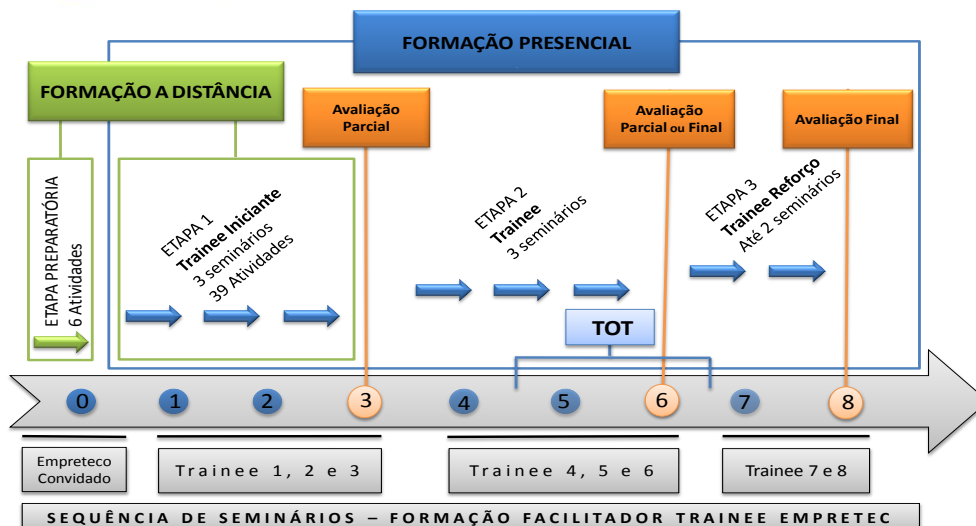 FORMAÇÃO PRESENCIAL
FORMAÇÃO A DISTÂNCIA
Avaliação
Parcial
Avaliação
Parcial ou Final
Avaliação Final
ETAPA PREPARATÓRIA
6 Atividades
ETAPA 1
Trainee Iniciante
3 seminários
39 Atividades
ETAPA 2
Trainee
3 seminários
ETAPA 3
Trainee Reforço
Até 2 seminários
TOT
0 1 2 3 4 5 6 7 8
Empreteco
Convidado
Trainee 1, 2 e 3
Trainee 4, 5 e 6
Trainee 7 e 8
SEQUÊNCIA DE SEMINÁRIOS – FORMAÇÃO FACILITADOR TRAINEE EMPRETEC